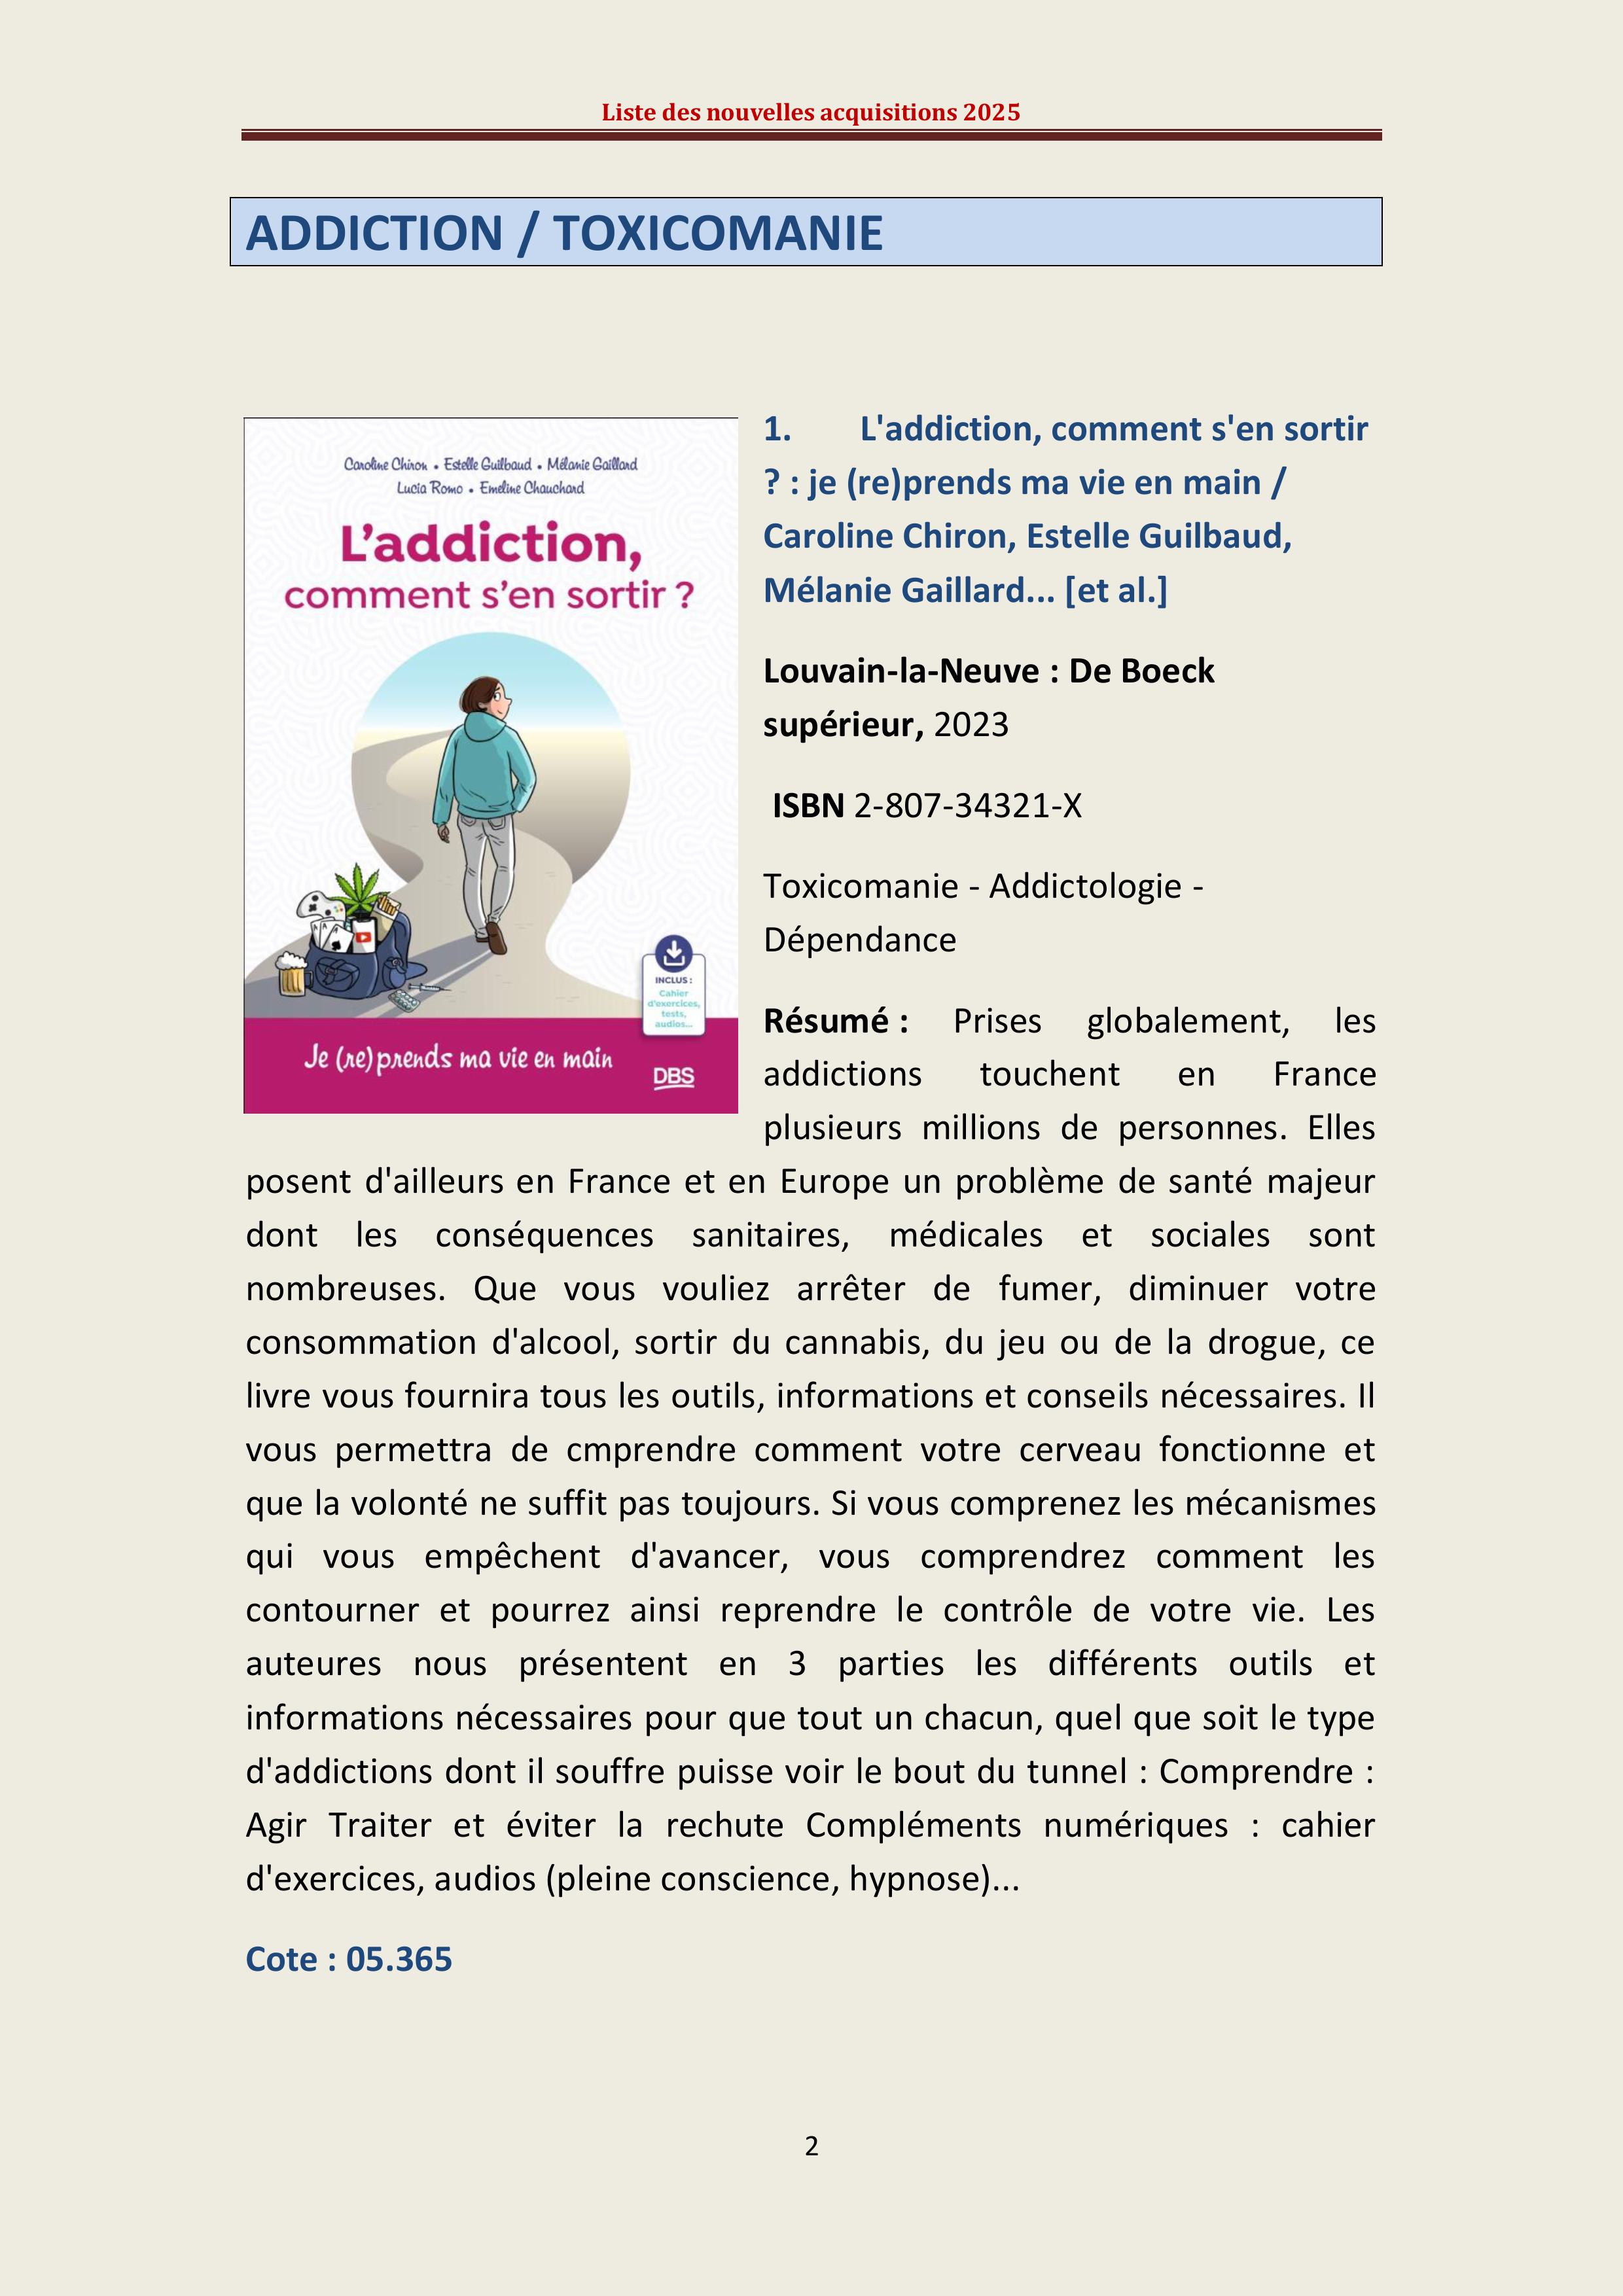 Liste des nouvelles acquisitions 2025
ADDICTION / TOXICOMANIE
Caroline Chiron • Estelle Guilbaud • Mélanie Gaillard
Lucia Romo • Emeline Chauchard
L'addiction,
comment s'en sortir ?
INCLUS :
Cahier
d'exercices,
tests,
audios...
Je (re)prends ma vie en main
DBS
1. L'addiction, comment s'en sortir
? : je (re)prends ma vie en main /
Caroline Chiron, Estelle Guilbaud,
Mélanie Gaillard... [et al.]
Louvain-la-Neuve : De Boeck
supérieur, 2023
ISBN 2-807-34321-X
Toxicomanie - Addictologie -
Dépendance
Résumé : Prises globalement, les
addictions touchent en France
plusieurs millions de personnes. Elles
posent d'ailleurs en France et en Europe un problème de santé majeur
dont les conséquences sanitaires, médicales et sociales sont
nombreuses. Que vous vouliez arrêter de fumer, diminuer votre
consommation d'alcool, sortir du cannabis, du jeu ou de la drogue, ce
livre vous fournira tous les outils, informations et conseils nécessaires. Il
vous permettra de cmprendre comment votre cerveau fonctionne et
que la volonté ne suffit pas toujours. Si vous comprenez les mécanismes
qui vous empêchent d'avancer, vous comprendrez comment les
contourner et pourrez ainsi reprendre le contrôle de votre vie. Les
auteures nous présentent en 3 parties les différents outils et
informations nécessaires pour que tout un chacun, quel que soit le type
d'addictions dont il souffre puisse voir le bout du tunnel : Comprendre :
Agir Traiter et éviter la rechute Compléments numériques : cahier
d'exercices, audios (pleine conscience, hypnose)...
Cote : 05.365
2